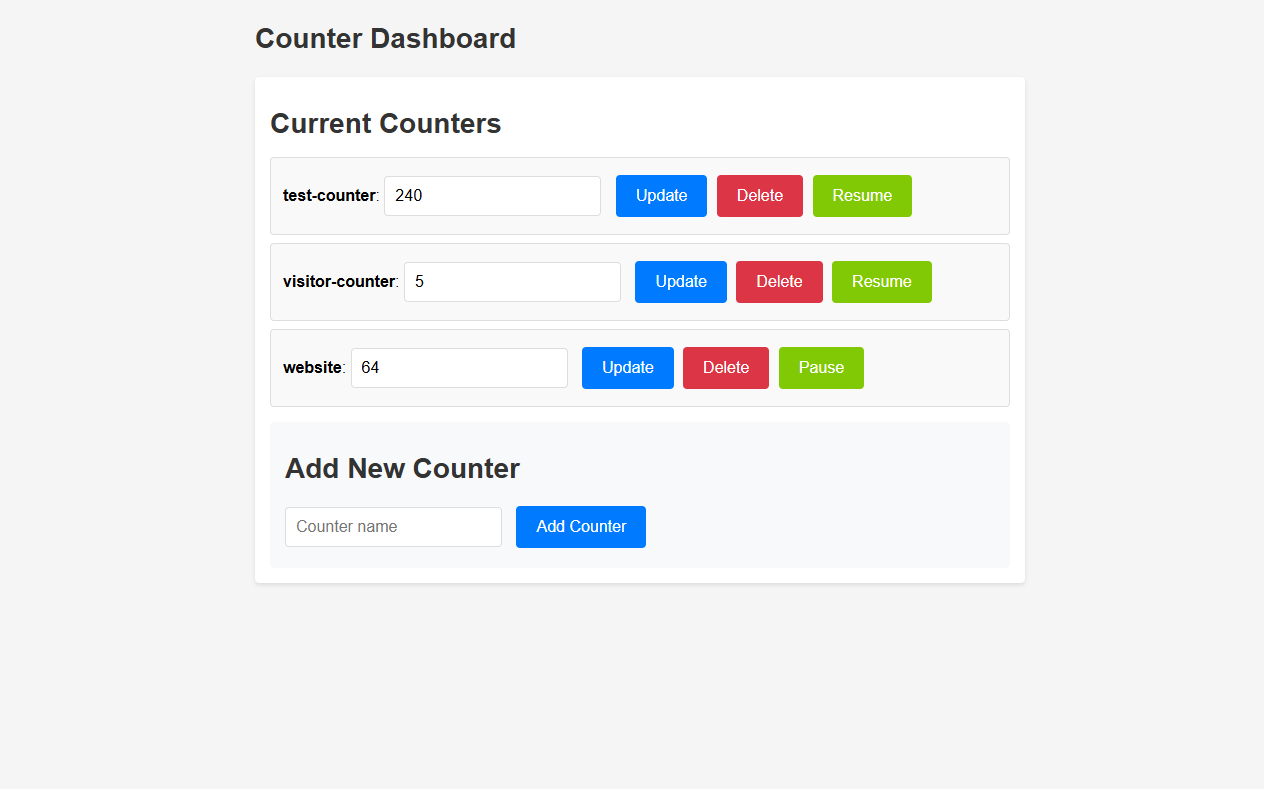 Counter Dashboard
Current Counters
test-counter: 240 Update Delete Resume
visitor-counter: 5 Update Delete Resume
website: 64 Update Delete Pause
Add New Counter
Counter name Add Counter